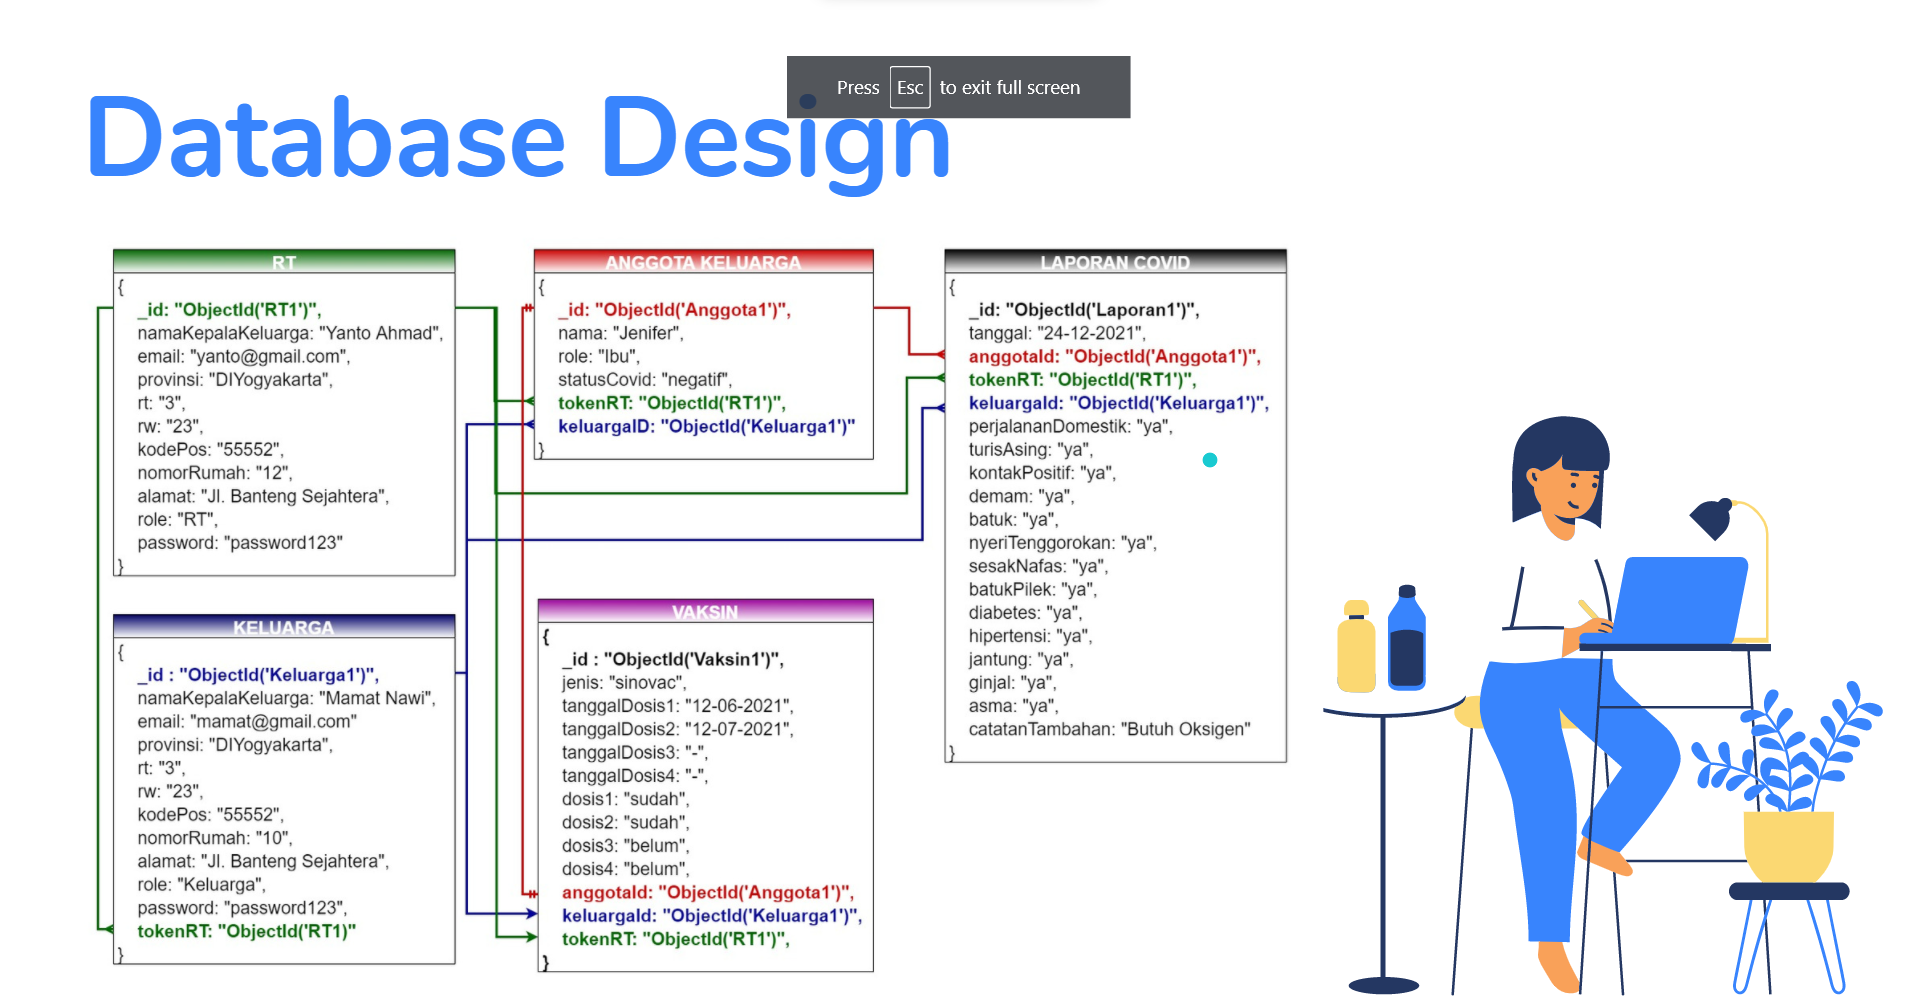 Press Esc to exit full screen
Database Design
RT
{
_id: "ObjectId('RT1')",
namaKepalaKeluarga: "Yanto Ahmad",
email: "yanto@gmail.com",
provinsi: "DIYogyakarta",
rt: "3",
rw: "23",
kodePos: "55552",
nomorRumah: "12",
alamat: "Jl. Banteng Sejahtera",
role: "RT",
password: "password123"
}
KELUARGA
{
_id : "ObjectId('Keluarga1')",
namaKepalaKeluarga: "Mamat Nawi",
email: "mamat@gmail.com"
provinsi: "DIYogyakarta",
rt: "3",
rw: "23",
kodePos: "55552",
nomorRumah: "10",
alamat: "Jl. Banteng Sejahtera",
role: "Keluarga",
password: "password123",
tokenRT: "ObjectId('RT1)"
}
ANGGOTA KELUARGA
{
_id: "ObjectId('Anggota1')",
nama: "Jenifer",
role: "Ibu",
statusCovid: "negatif",
tokenRT: "ObjectId('RT1')",
keluargaID: "ObjectId('Keluarga1')"
}
VAKSIN
{
_id : "ObjectId('Vaksin1')",
jenis: "sinovac",
tanggalDosis1: "12-06-2021",
tanggalDosis2: "12-07-2021",
tanggalDosis3: "-",
tanggalDosis4: "-",
dosis1: "sudah",
dosis2: "sudah",
dosis3: "belum",
dosis4: "belum",
anggotaId: "ObjectId('Anggota1')",
keluargaId: "ObjectId('Keluarga1')",
tokenRT: "ObjectId('RT1')",
}
LAPORAN COVID
{
_id: "ObjectId('Laporan1')",
tanggal: "24-12-2021",
anggotaId: "ObjectId('Anggota1')",
tokenRT: "ObjectId('RT1')",
keluargaId: "ObjectId('Keluarga1')",
perjalananDomestik: "ya",
turisAsing: "ya",
kontakPositif: "ya",
demam: "ya",
batuk: "ya",
nyeriTenggorokan: "ya",
sesakNafas: "ya",
batukPilek: "ya",
diabetes: "ya",
hipertensi: "ya",
jantung: "ya",
ginjal: "ya",
asma: "ya",
catatanTambahan: "Butuh Oksigen"
}